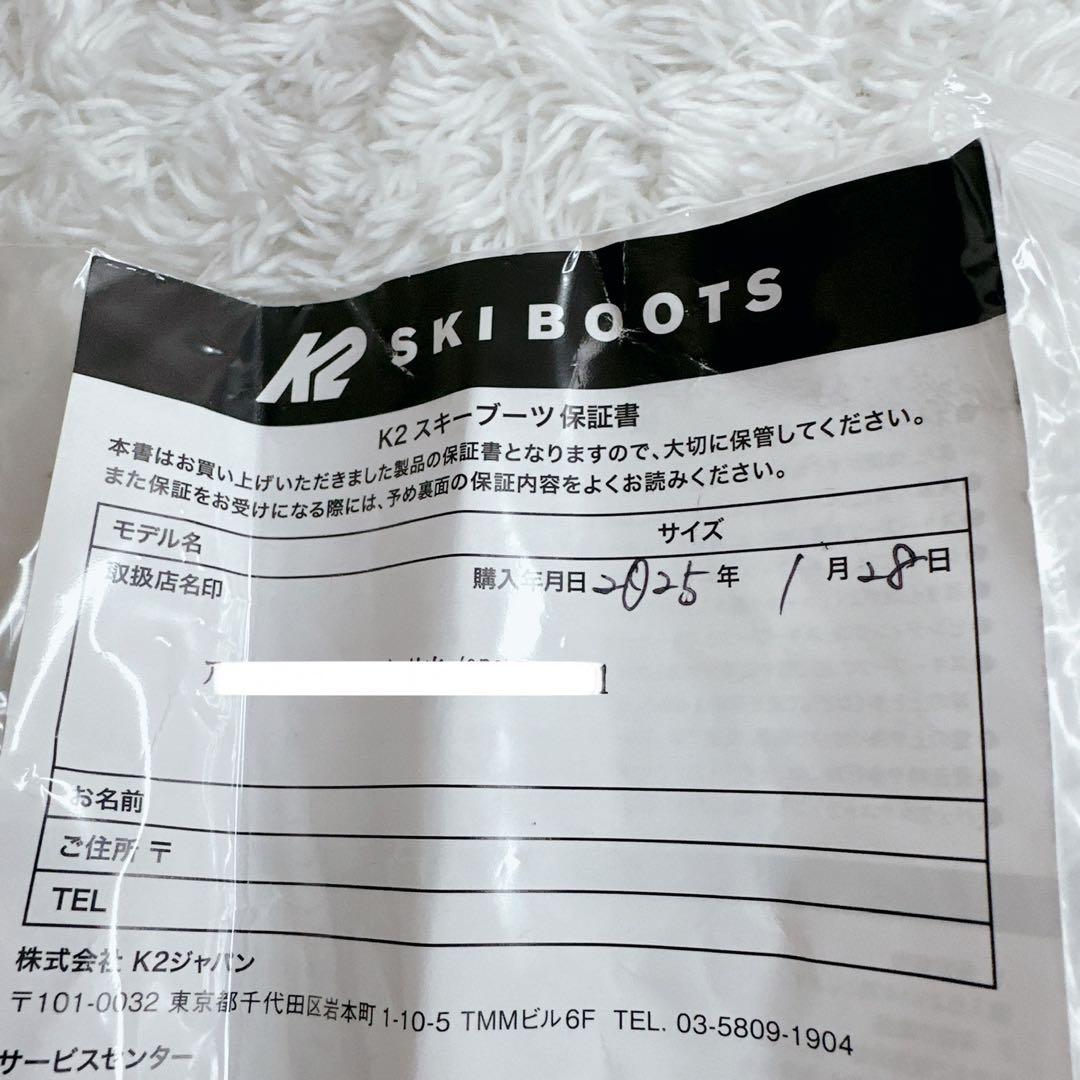 K2 SKI BOOTS
K2 スキーブーツ 保証書
本書はお買い上げいただきました製品の保証書となりますので、大切に保管してください。
また保証をお受けになる際には、予め裏面の保証内容をよくお読みください。
モデル名 サイズ
取扱店名印 購入年月日 2025 年 1 月 28 日
お名前
ご住所 〒
TEL
株式会社 K2ジャパン
〒101-0032 東京都千代田区岩本町 1-10-5 TMMビル 6F TEL. 03-5809-1904
サービスセンター